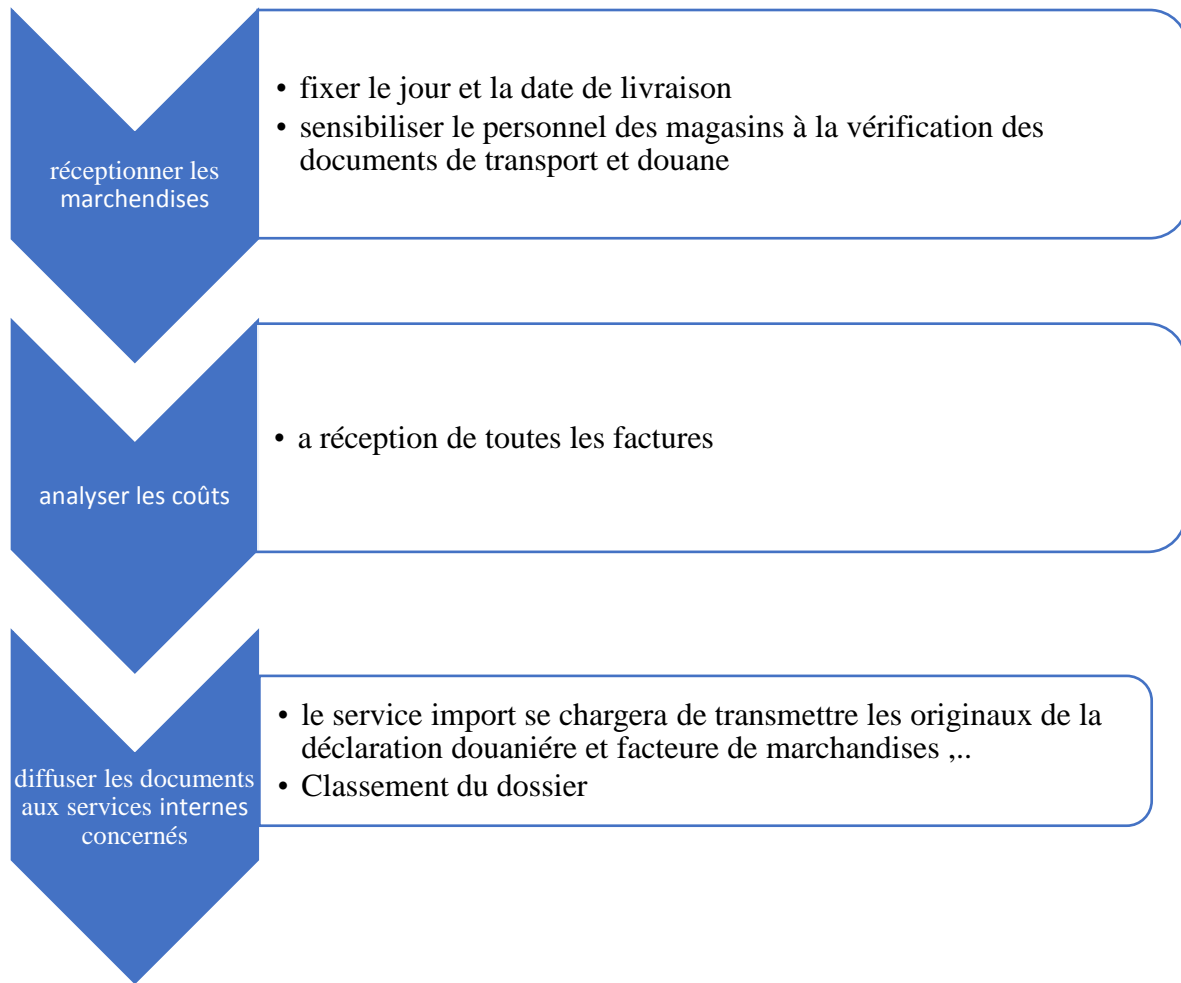 réceptionner les
marchendises
• fixer le jour et la date de livraison
• sensibiliser le personnel des magasins à la vérification des
documents de transport et douane
analyser les coûts
• a réception de toutes les factures
diffuser les documents
aux services internes
concernés
• le service import se chargera de transmettre les originaux de la
déclaration douaniére et facteure de marchandises ,..
• Classement du dossier